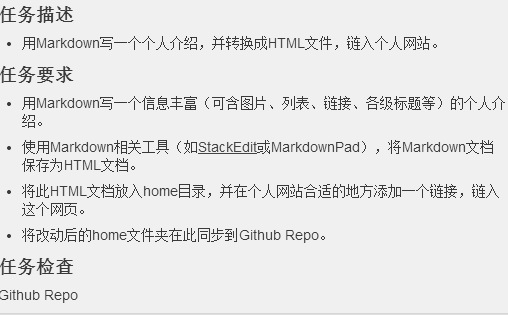 任务描述
用Markdown写一个个人介绍，并转换成HTML文件，链入个人网站。
任务要求
用Markdown写一个信息丰富（可含图片、列表、链接、各级标题等）的个人介
绍。
使用Markdown相关工具（如StackEdit或MarkdownPad），将Markdown文档
保存为HTML文档。
将此HTML文档放入home目录，并在个人网站合适的地方添加一个链接，链入
这个网页。
将改动后的home文件夹在此同步到Github Repo。
任务检查
Github Repo